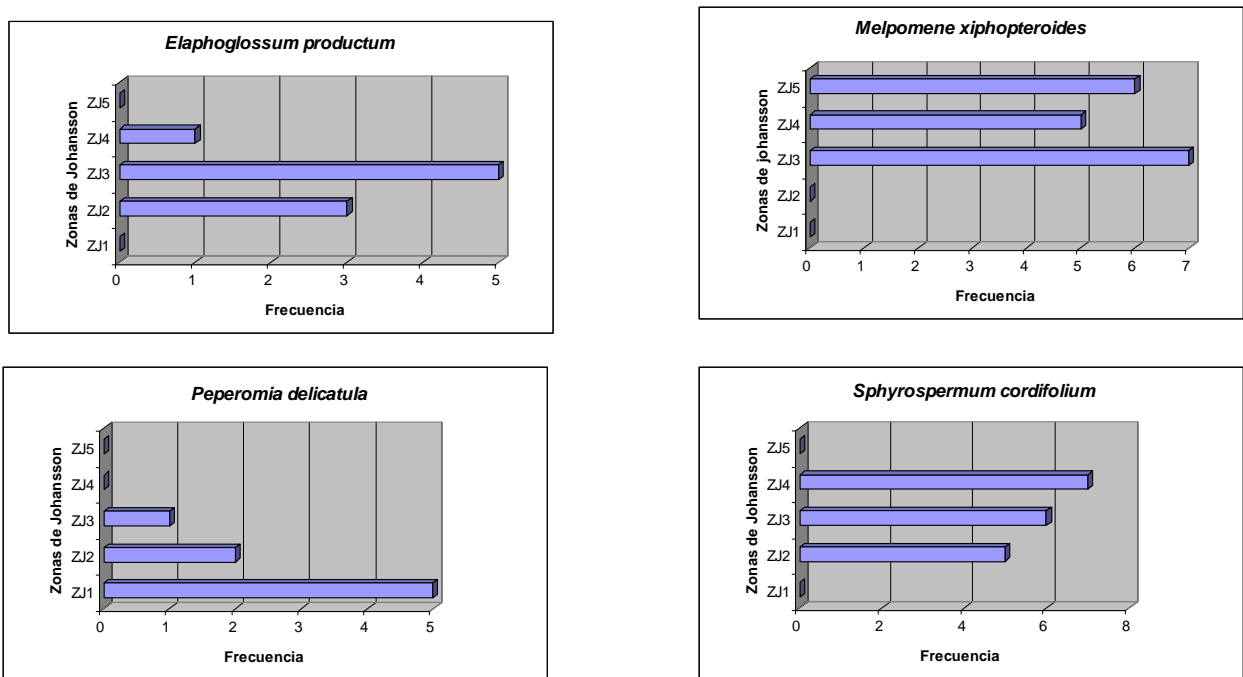 Elaphoglossum productum
Zonas de Johansson
ZJ5
ZJ4
ZJ3
ZJ2
ZJ1
0 1 2 3 4 5
Frecuencia
Melpomene xiphopteroides
Zonas de johansson
ZJ5
ZJ4
ZJ3
ZJ2
ZJ1
0 1 2 3 4 5 6 7
Frecuencia
Peperomia delicatula
Zonas de Johansson
ZJ5
ZJ4
ZJ3
ZJ2
ZJ1
0 1 2 3 4 5
Frecuencia
Sphyrospermum cordifolium
Zonas de Johansson
ZJ5
ZJ4
ZJ3
ZJ2
ZJ1
0 2 4 6 8
Frecuencia